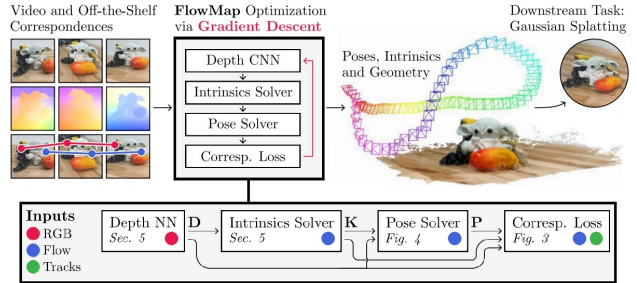 Video and Off-the-Shelf
Correspondences
FlowMap Optimization
via Gradient Descent
Depth CNN
Intrinsics Solver
Pose Solver
Corresp. Loss
Poses, Intrinsics
and Geometry
Downstream Task:
Gaussian Splatting
Inputs
RGB
Flow
Tracks
Depth NN
Sec. 5
D
Intrinsics Solver
Sec. 5
K
Pose Solver
Fig. 4
P
Corresp. Loss
Fig. 3